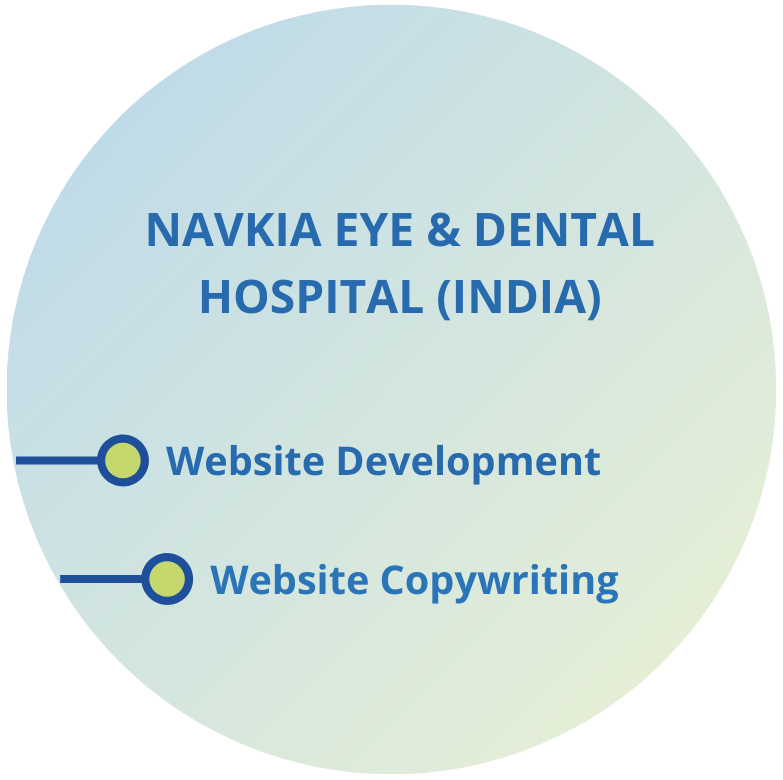 NAVKIA EYE & DENTAL
HOSPITAL (INDIA)
Website Development
Website Copywriting